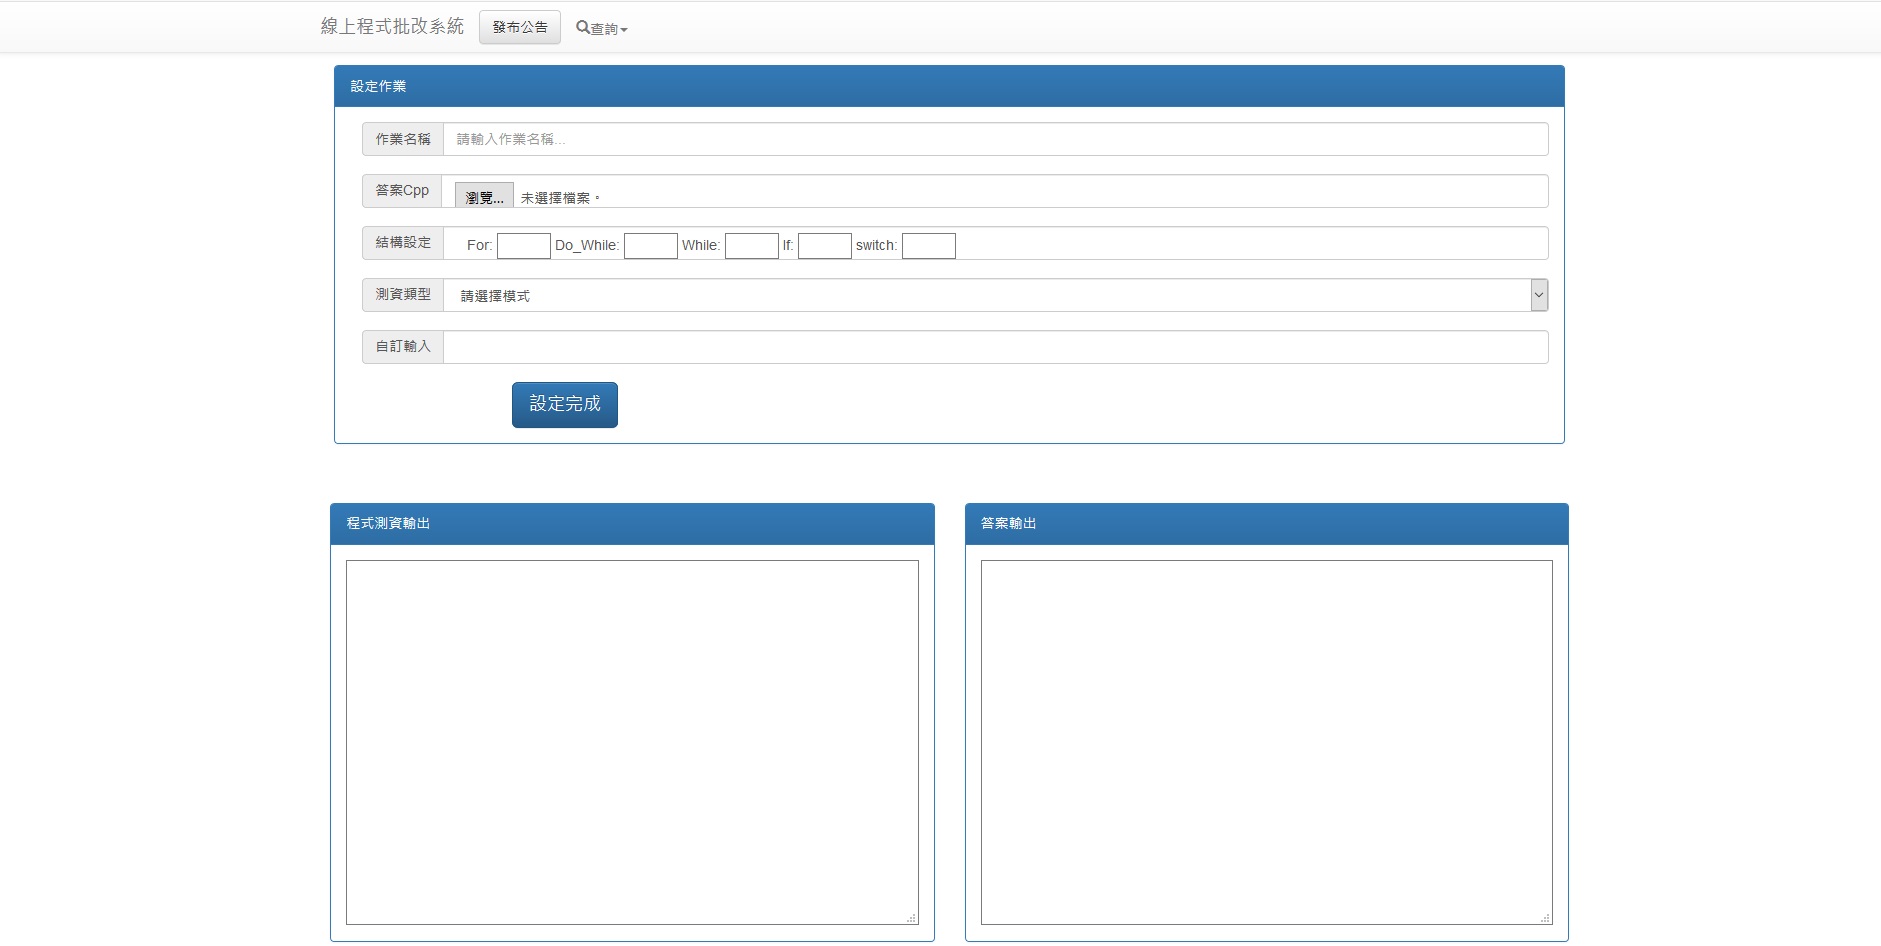 線上程式批改系統 發布公告 查詢
設定作業
作業名稱 請輸入作業名稱...
答案Cpp 瀏覽... 未選擇檔案。
結構設定 For: Do_While: While: If: switch:
測資類型 請選擇模式
自訂輸入
設定完成
程式測資輸出
答案輸出